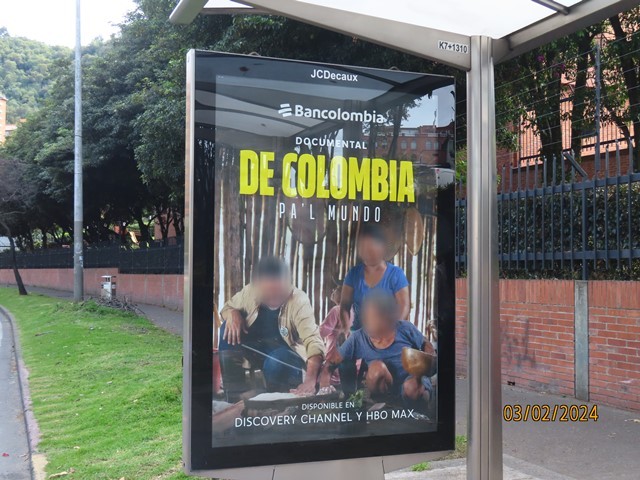 K7+1310
JCDecaux
Bancolombia
DOCUMENTAL
DE COLOMBIA
PA'L MUNDO
DISPONIBLE EN
DISCOVERY CHANNEL Y HBO MAX
03/02/2024